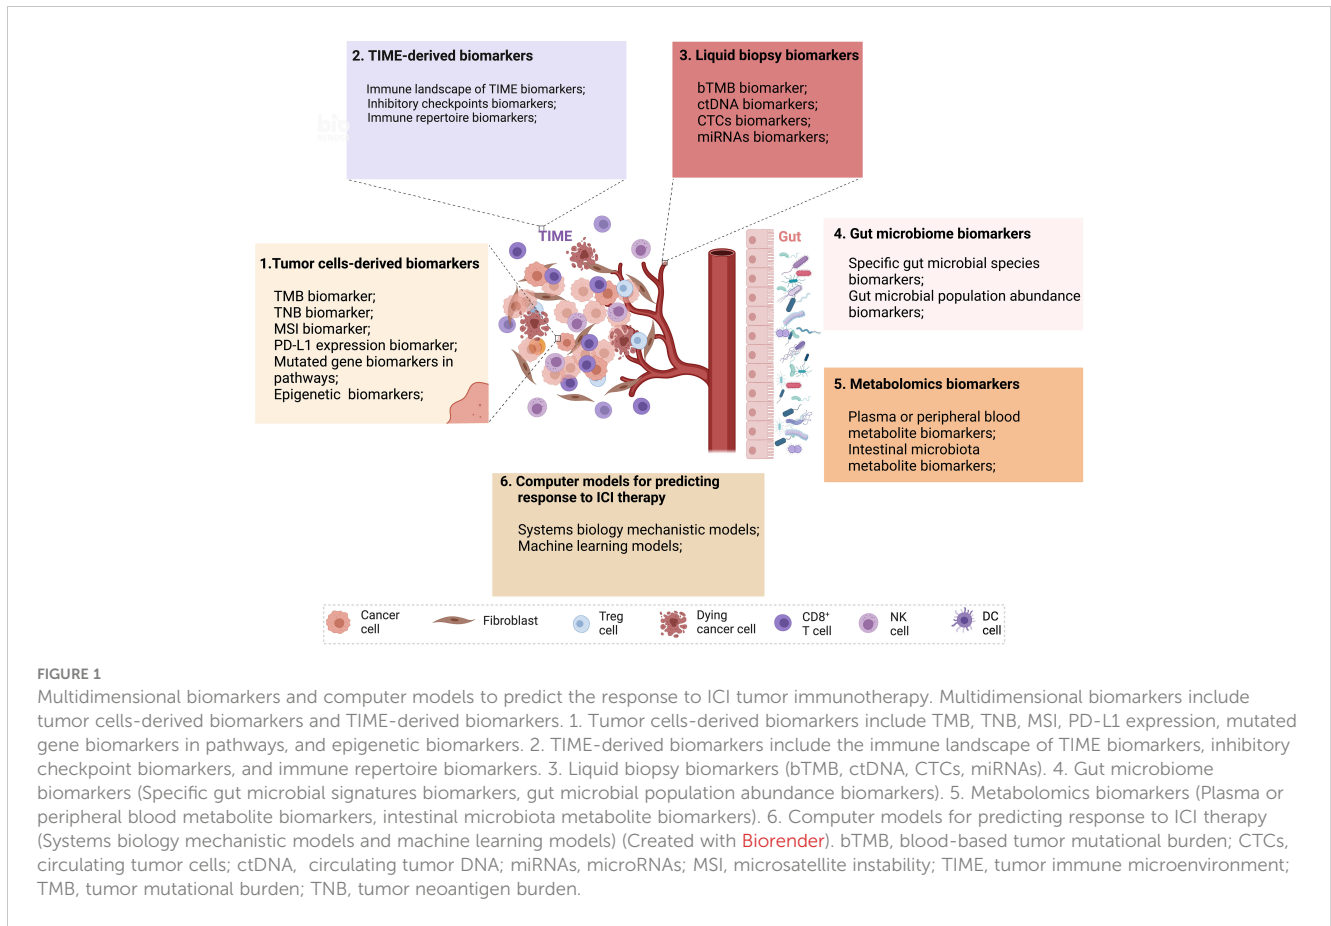 2. TIME-derived biomarkers
Immune landscape of TIME biomarkers;
Inhibitory checkpoints biomarkers;
Immune repertoire biomarkers;
3. Liquid biopsy biomarkers
bTMB biomarker;
ctDNA biomarkers;
CTCs biomarkers;
miRNAs biomarkers;
bio
1.Tumor cells-derived biomarkers
TMB biomarker;
TNB biomarker;
MSI biomarker;
PD-L1 expression biomarker;
Mutated gene biomarkers in
pathways;
Epigenetic biomarkers;
TIME
Gut
4. Gut microbiome biomarkers
Specific gut microbial species
biomarkers;
Gut microbial population abundance
biomarkers;
5. Metabolomics biomarkers
Plasma or peripheral blood
metabolite biomarkers;
Intestinal microbiota
metabolite biomarkers;
6. Computer models for predicting
response to ICI therapy
Systems biology mechanistic models;
Machine learning models;
Cancer
cell
Fibroblast
Treg
cell
Dying
cancer cell
CD8⁺
T cell
NK
cell
DC
cell
FIGURE 1
Multidimensional biomarkers and computer models to predict the response to ICI tumor immunotherapy. Multidimensional biomarkers include
tumor cells-derived biomarkers and TIME-derived biomarkers. 1. Tumor cells-derived biomarkers include TMB, TNB, MSI, PD-L1 expression, mutated
gene biomarkers in pathways, and epigenetic biomarkers. 2. TIME-derived biomarkers include the immune landscape of TIME biomarkers, inhibitory
checkpoint biomarkers, and immune repertoire biomarkers. 3. Liquid biopsy biomarkers (bTMB, ctDNA, CTCs, miRNAs). 4. Gut microbiome
biomarkers (Specific gut microbial signatures biomarkers, gut microbial population abundance biomarkers). 5. Metabolomics biomarkers (Plasma or
peripheral blood metabolite biomarkers, intestinal microbiota metabolite biomarkers). 6. Computer models for predicting response to ICI therapy
(Systems biology mechanistic models and machine learning models) (Created with Biorender). bTMB, blood-based tumor mutational burden; CTCs,
circulating tumor cells; ctDNA, circulating tumor DNA; miRNAs, microRNAs; MSI, microsatellite instability; TIME, tumor immune microenvironment;
TMB, tumor mutational burden; TNB, tumor neoantigen burden.